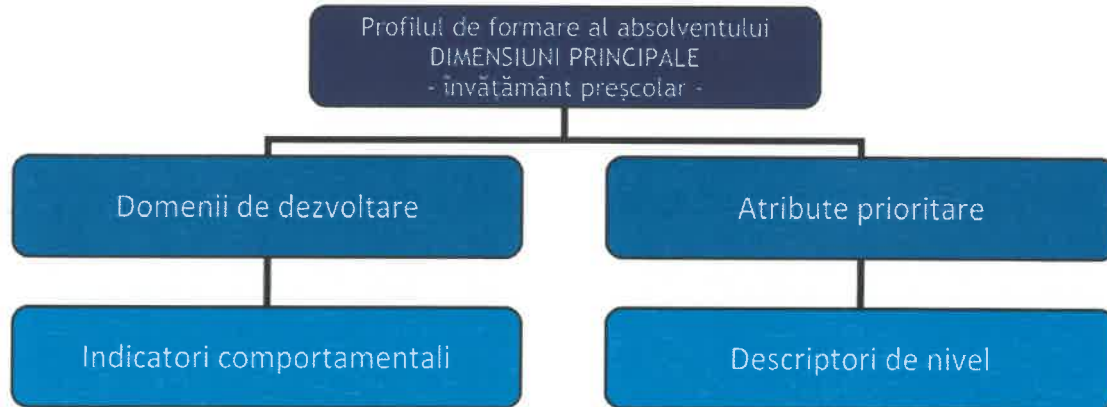 Profilul de formare al absolventului
DIMENSIUNI PRINCIPALE
- învățământ preșcolar -
Domenii de dezvoltare
Atribute prioritare
Indicatori comportamentali
Descriptori de nivel